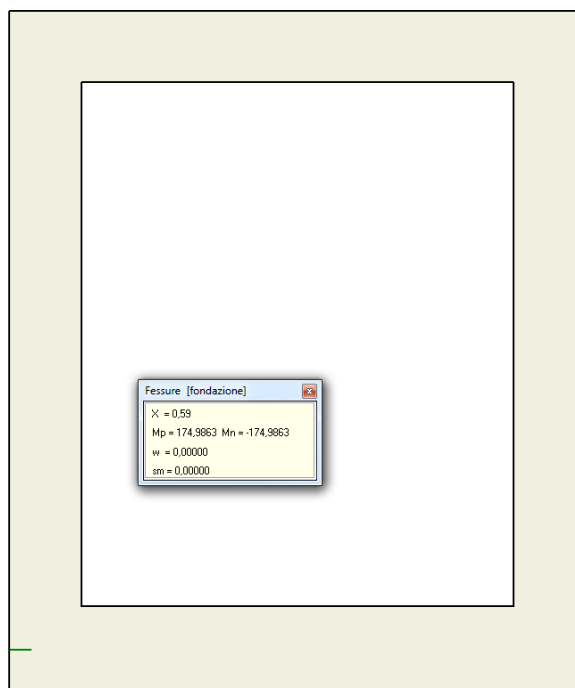 Fessure [fondazione]
X = 0,59
Mp = 174,9863 Mn = -174,9863
w = 0,00000
sm = 0,00000